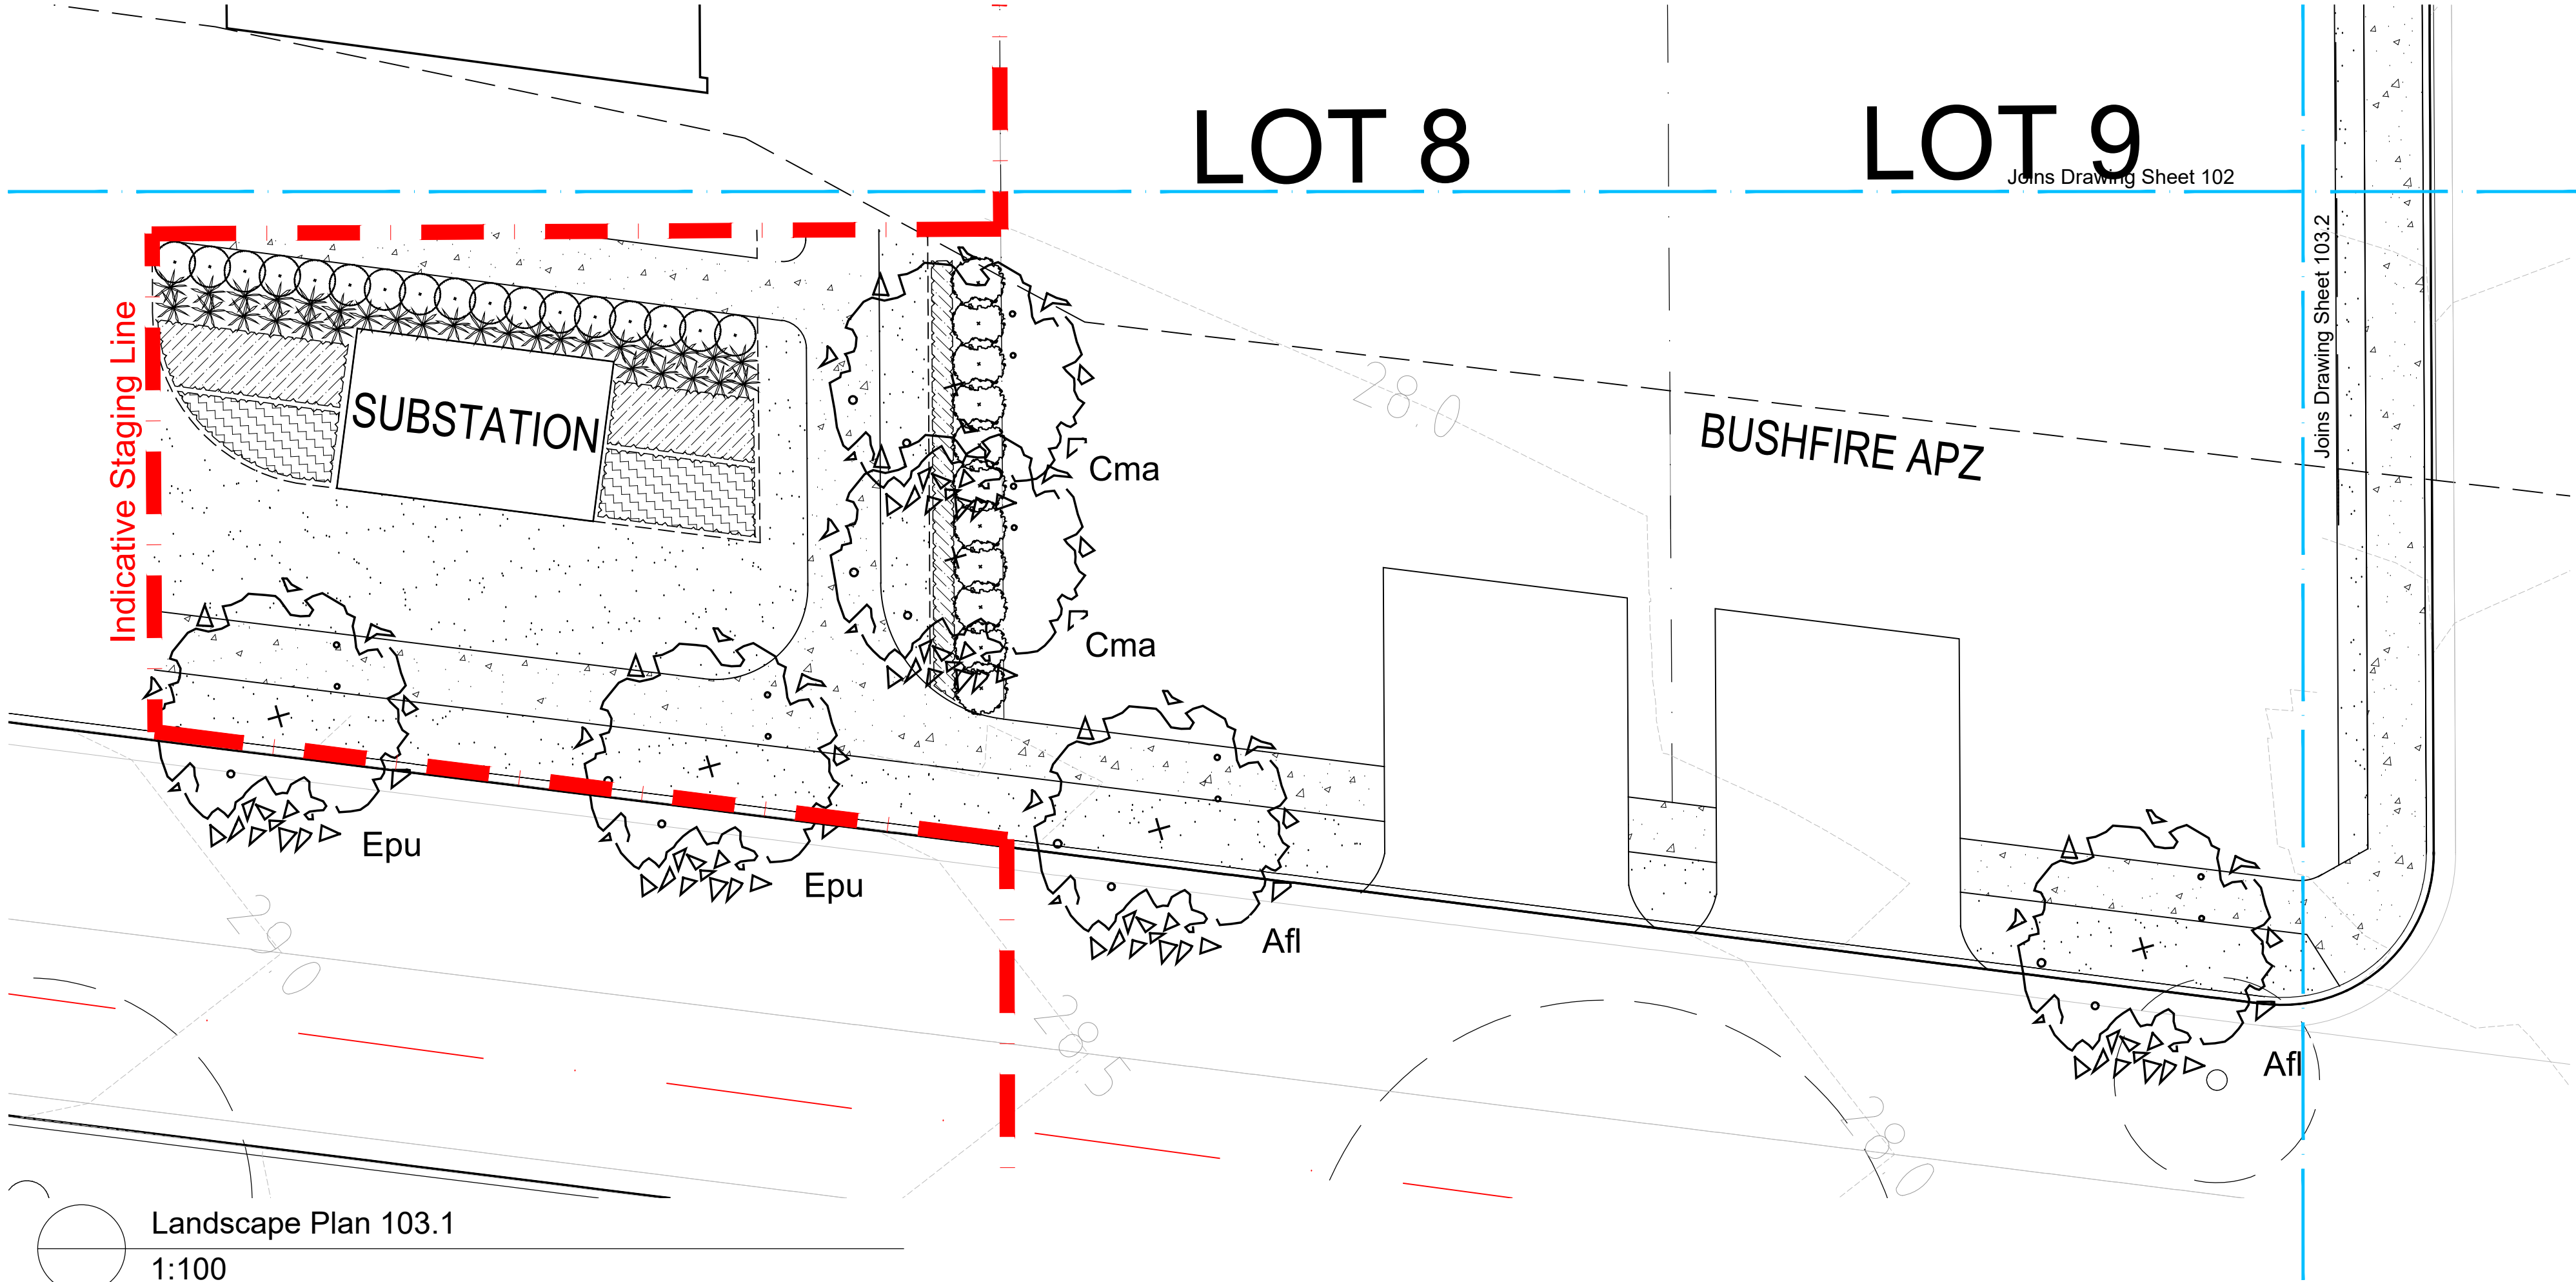 LOT 8
LOT 9
Joins Drawing Sheet 102
Joins Drawing Sheet 103.2
Indicative Staging Line
SUBSTATION
28.0
BUSHFIRE APZ
Cma
Cma
Epu
Epu
Afl
Afl
29.0
28.5
28.0
Landscape Plan 103.1
1:100